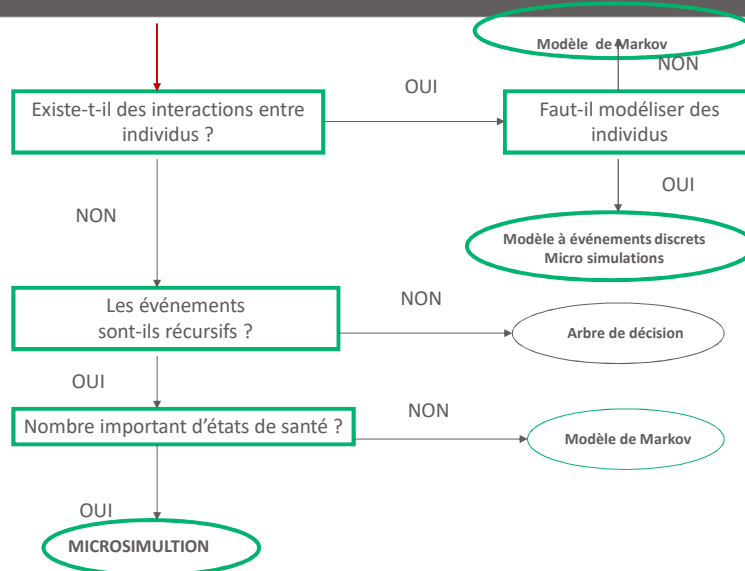 Modèle de Markov
NON
OUI
Existe-t-il des interactions entre
individus ?
Faut-il modéliser des
individus
OUI
NON
Modèle à événements discrets
Micro simulations
Les événements
sont-ils récursifs ?
NON
Arbre de décision
OUI
Nombre important d'états de santé ?
NON
Modèle de Markov
OUI
MICROSIMULTION